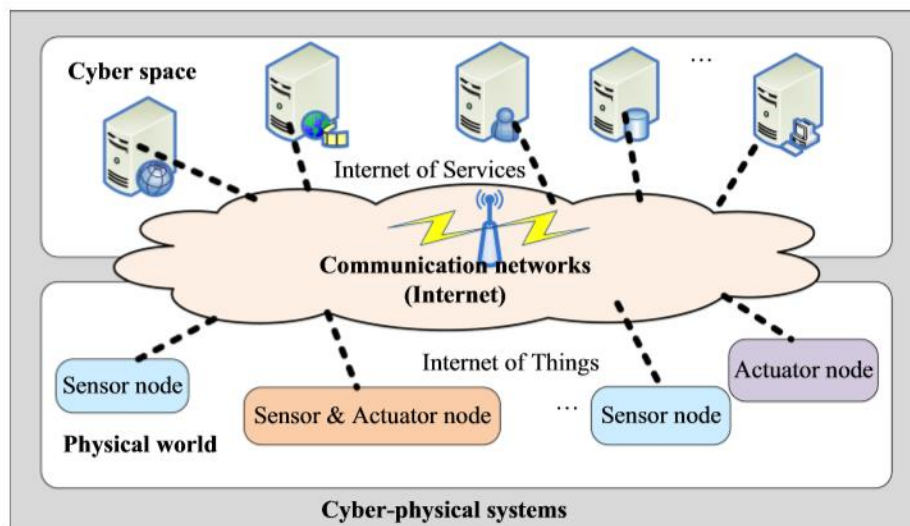 Cyber space
...
Internet of Services
Communication networks
(Internet)
Internet of Things
Sensor node
Actuator node
Sensor & Actuator node
...
Sensor node
Physical world
Cyber-physical systems